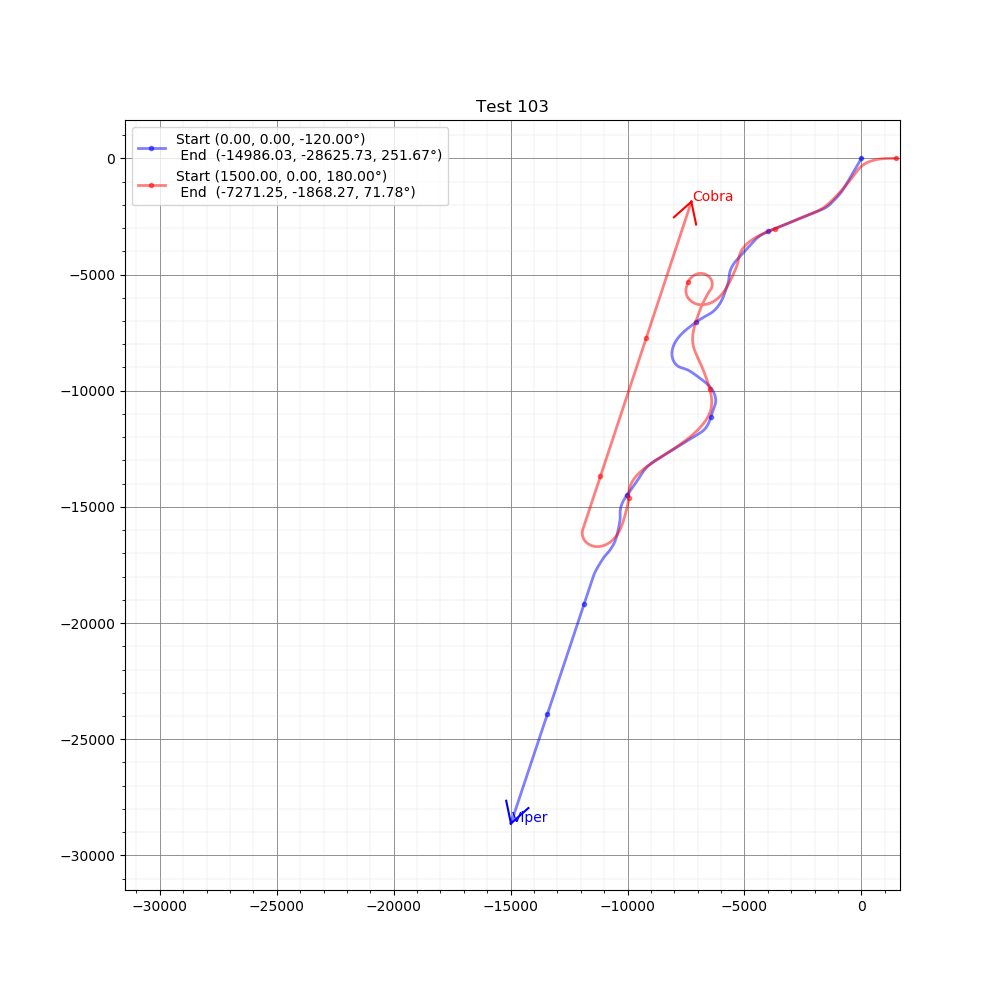 Test 103
Start (0.00, 0.00, -120.00°)
End (-14986.03, -28625.73, 251.67°)
Start (1500.00, 0.00, 180.00°)
End (-7271.25, -1868.27, 71.78°)
Cobra
Viper
0
−5000
−10000
−15000
−20000
−25000
−30000
−30000 −25000 −20000 −15000 −10000 −5000 0